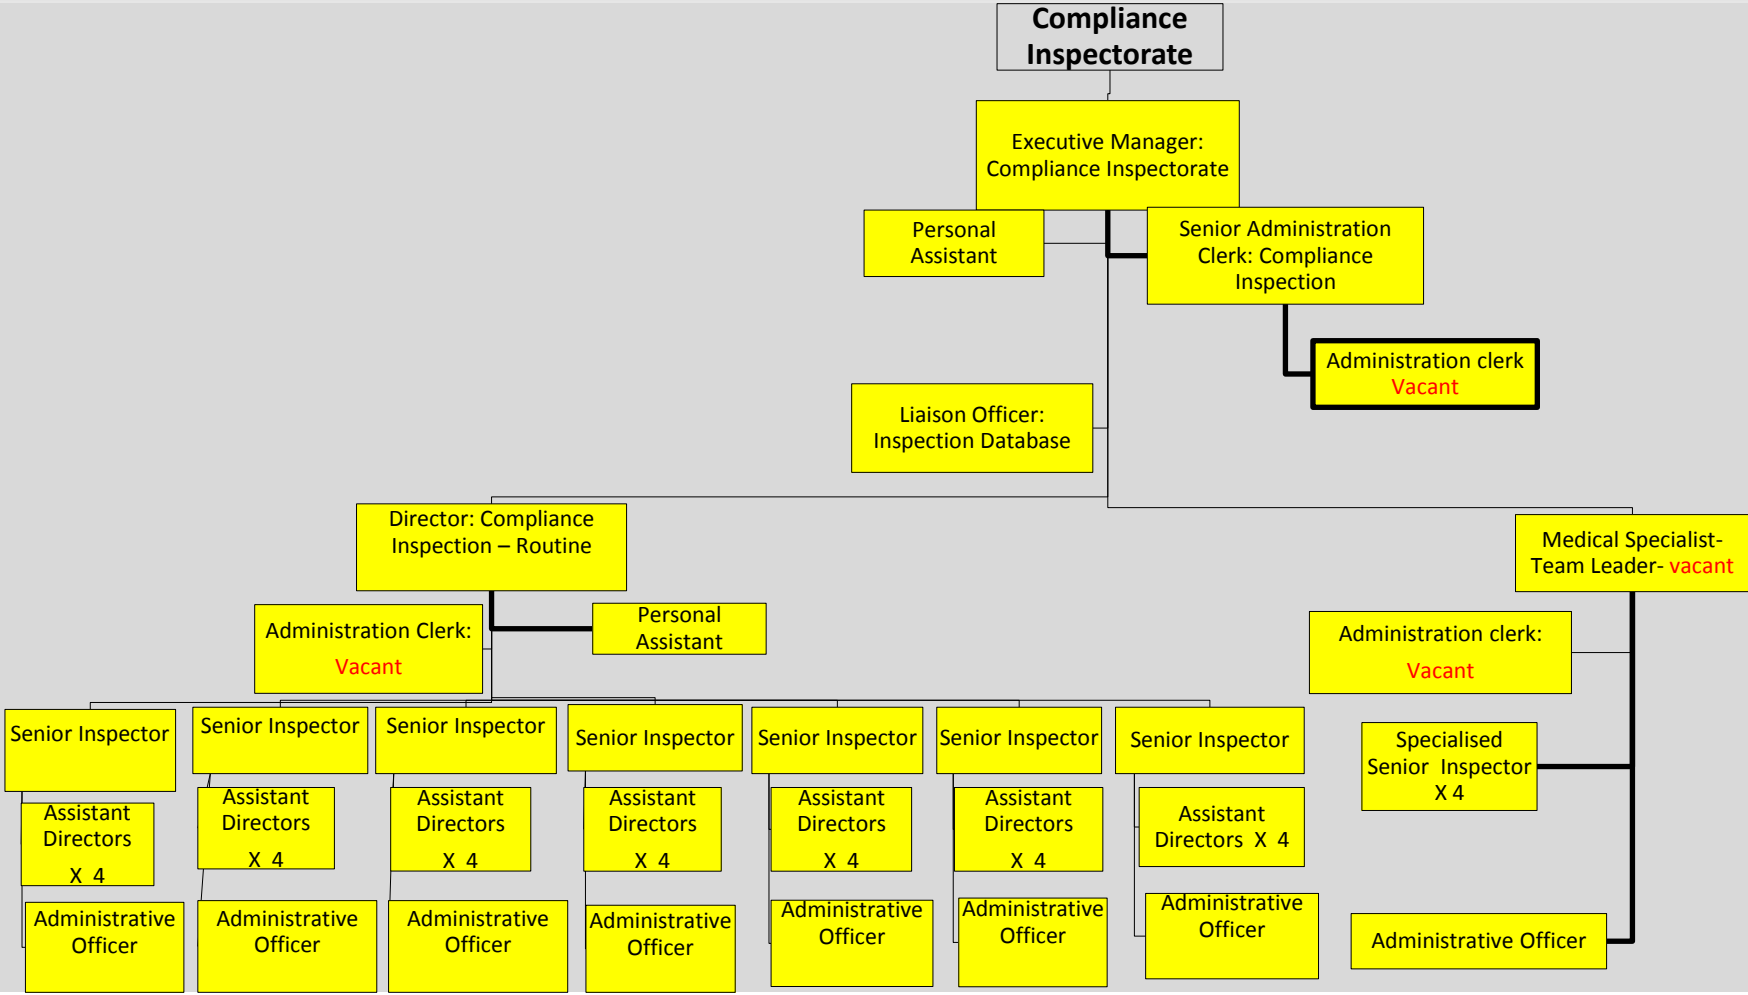 Compliance
Inspectorate
Executive Manager:
Compliance Inspectorate
Personal
Assistant
Senior Administration
Clerk: Compliance
Inspection
Administration clerk
Vacant
Liaison Officer:
Inspection Database
Director: Compliance
Inspection – Routine
Medical Specialist-
Team Leader- vacant
Administration Clerk:
Vacant
Personal
Assistant
Administration clerk:
Vacant
Senior Inspector
Senior Inspector
Senior Inspector
Senior Inspector
Senior Inspector
Senior Inspector
Senior Inspector
Specialised
Senior Inspector
X 4
Assistant
Directors
X 4
Assistant
Directors
X 4
Assistant
Directors
X 4
Assistant
Directors
X 4
Assistant
Directors
X 4
Assistant
Directors
X 4
Assistant
Directors X 4
Administrative
Officer
Administrative
Officer
Administrative
Officer
Administrative
Officer
Administrative
Officer
Administrative
Officer
Administrative
Officer
Administrative Officer